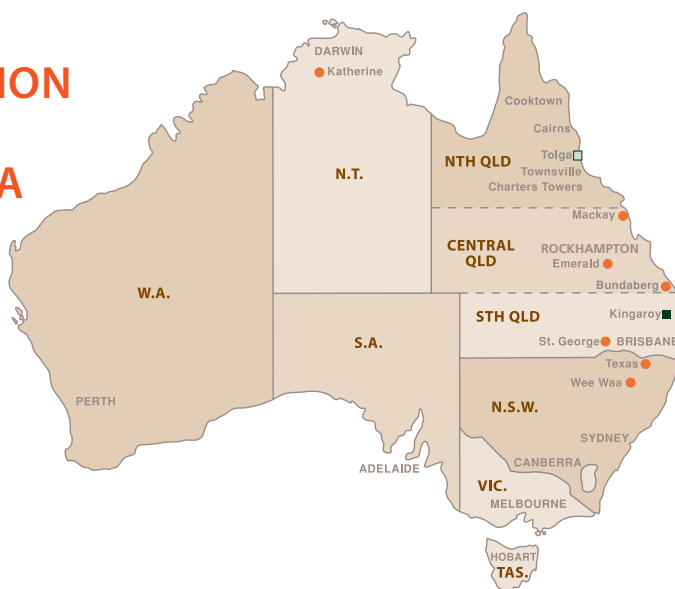 ION
A
DARWIN
Katherine
N.T.
Cooktown
Cairns
NTH QLD
Tolga
Townsville
Charters Towers
Mackay
CENTRAL
QLD
ROCKHAMPTON
Emerald
Bundaberg
W.A.
STH QLD
Kingaroy
S.A.
St. George
BRISBANE
Texas
Wee Waa
PERTH
N.S.W.
SYDNEY
ADELAIDE
CANBERRA
VIC.
MELBOURNE
HOBART
TAS.